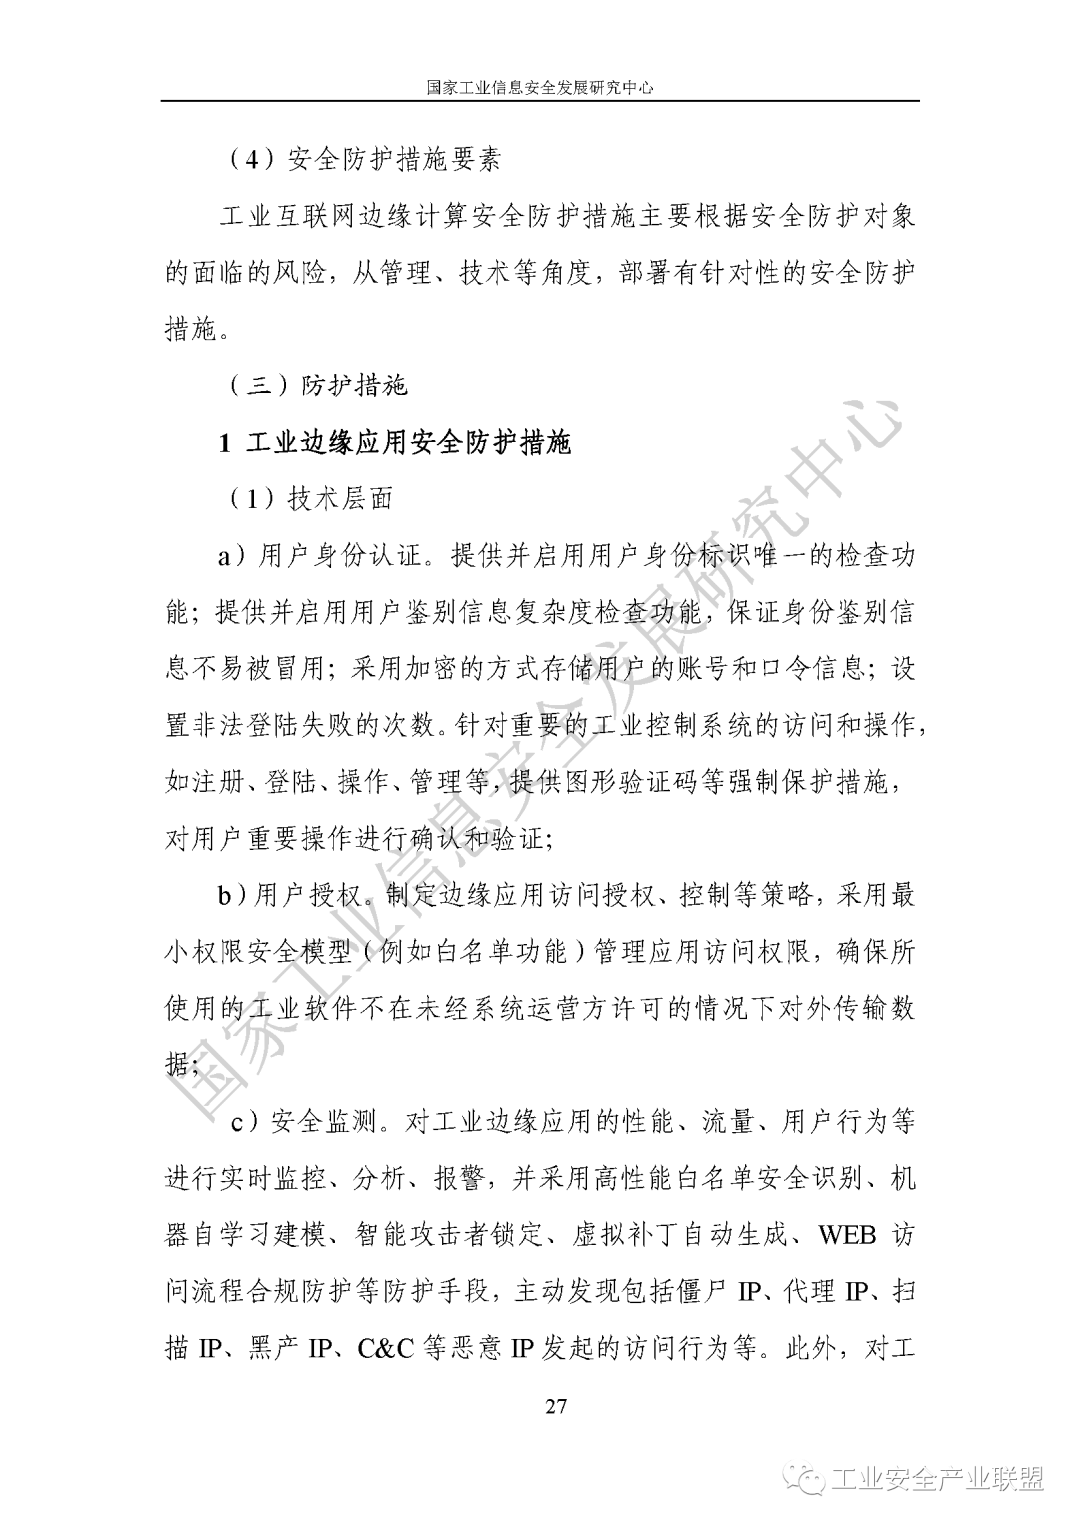 国家工业信息安全发展研究中心
（4）安全防护措施要素
工业互联网边缘计算安全防护措施主要根据安全防护对象
的面临的风险，从管理、技术等角度，部署有针对性的安全防护
措施。
（三）防护措施
1 工业边缘应用安全防护措施
（1）技术层面
a）用户身份认证。提供并启用用户身份标识唯一的检查功
能；提供并启用用户鉴别信息复杂度检查功能，保证身份鉴别信
息不易被冒用；采用加密的方式存储用户的账号和口令信息；设
置非法登陆失败的次数。针对重要的工业控制系统的访问和操作，
如注册、登陆、操作、管理等，提供图形验证码等强制保护措施，
对用户重要操作进行确认和验证；
b）用户授权。制定边缘应用访问授权、控制等策略，采用最
小权限安全模型（例如白名单功能）管理应用访问权限，确保所
使用的工业软件不在未经系统运营方许可的情况下对外传输数
据；
c）安全监测。对工业边缘应用的性能、流量、用户行为等
进行实时监控、分析、报警，并采用高性能白名单安全识别、机
器自学习建模、智能攻击者锁定、虚拟补丁自动生成、WEB 访
问流程合规防护等防护手段，主动发现包括僵尸 IP、代理 IP、扫
描 IP、黑产 IP、C&C 等恶意 IP 发起的访问行为等。此外，对工
27
国家工业信息安全发展研究中心
工业安全产业联盟